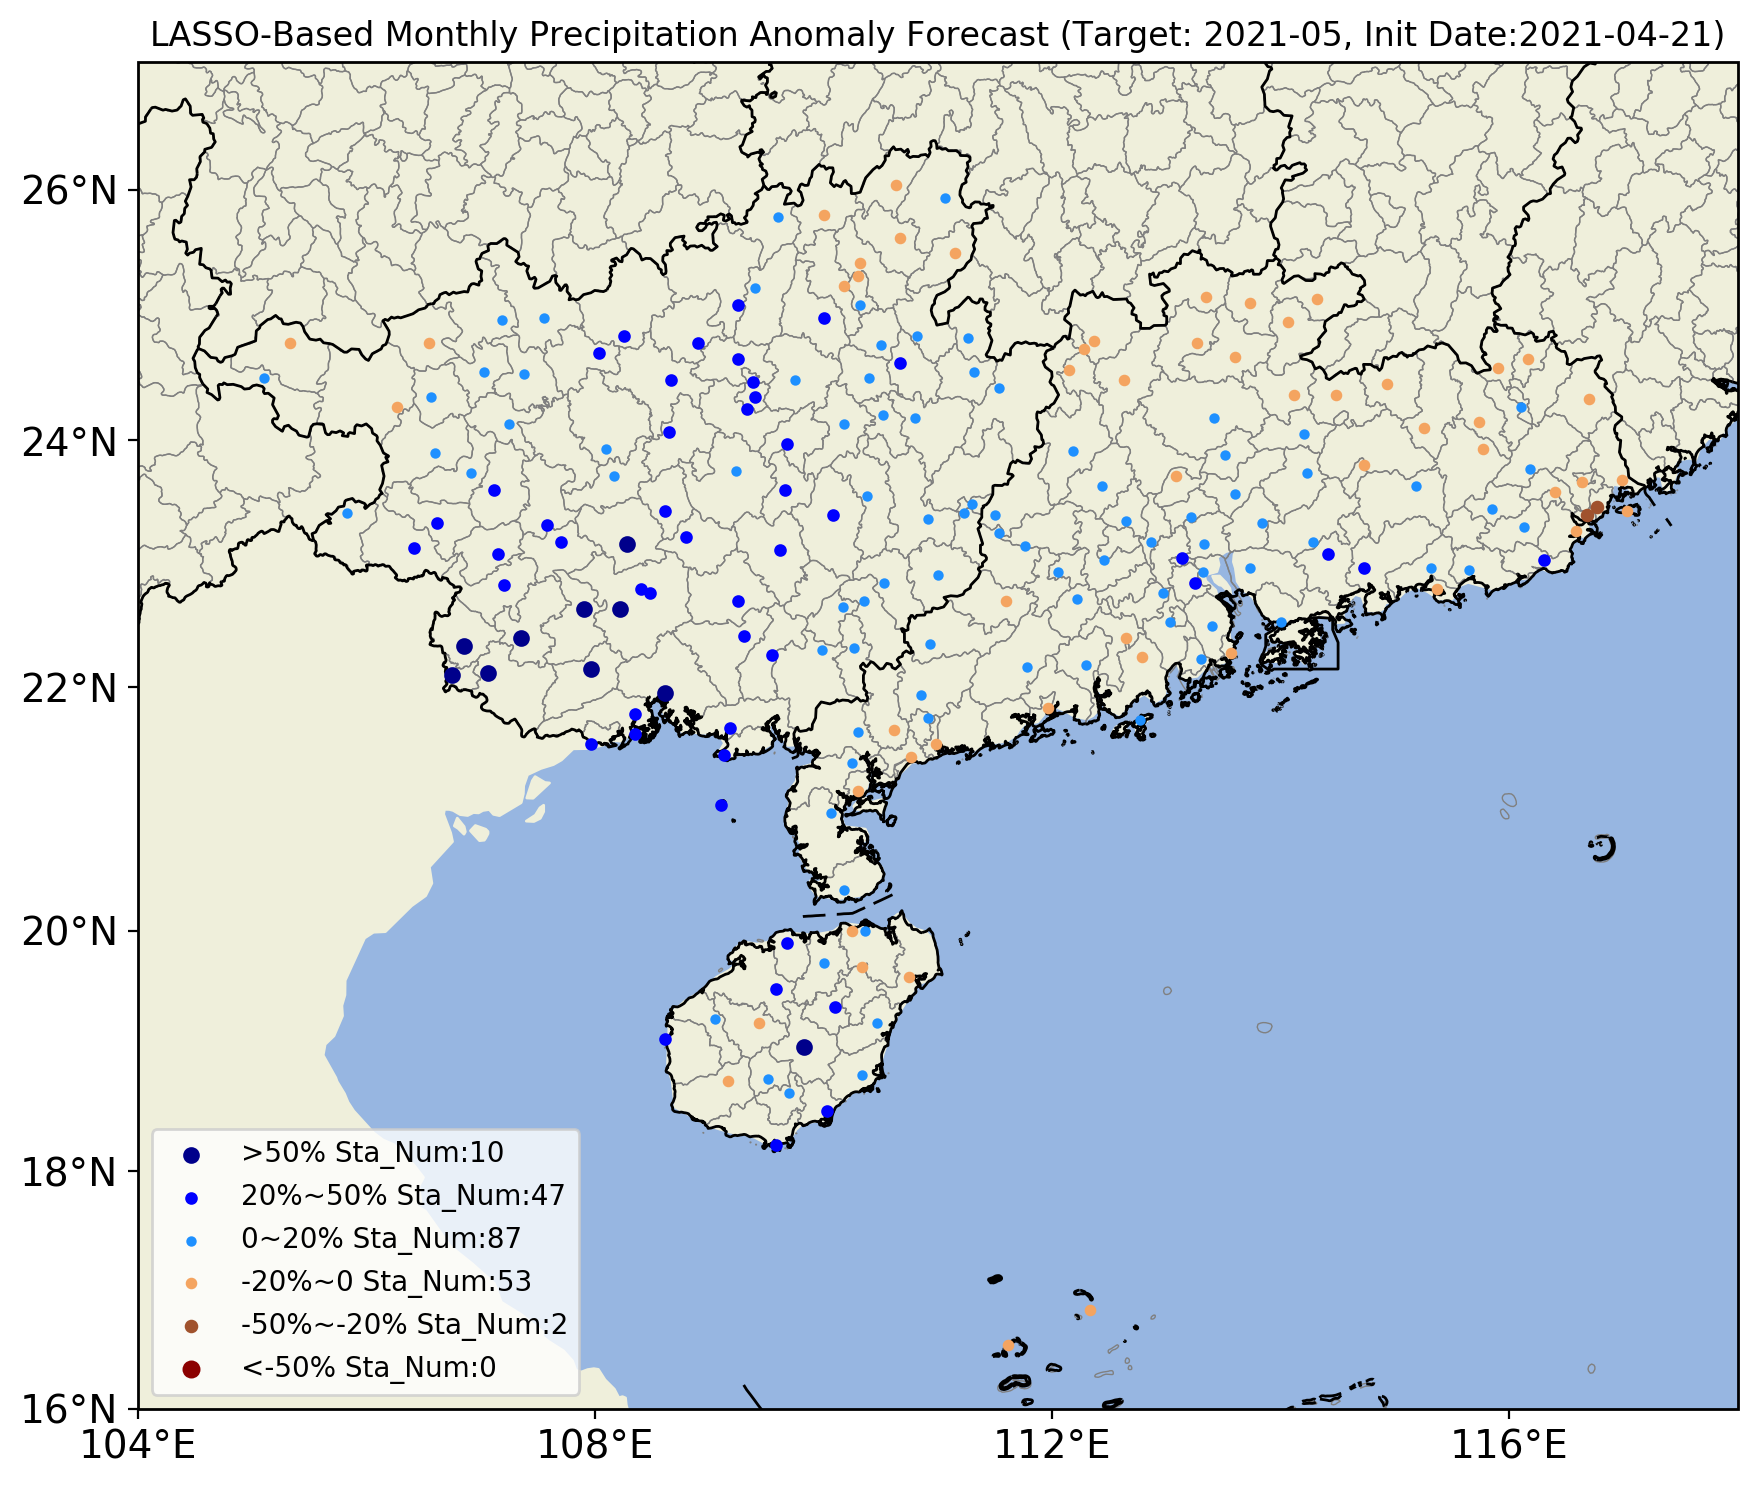 LASSO-Based Monthly Precipitation Anomaly Forecast (Target: 2021-05, Init Date:2021-04-21)
26°N
24°N
22°N
20°N
18°N
16°N
>50% Sta_Num:10
20%~50% Sta_Num:47
0~20% Sta_Num:87
-20%~0 Sta_Num:53
-50%~-20% Sta_Num:2
<-50% Sta_Num:0
104°E
108°E
112°E
116°E